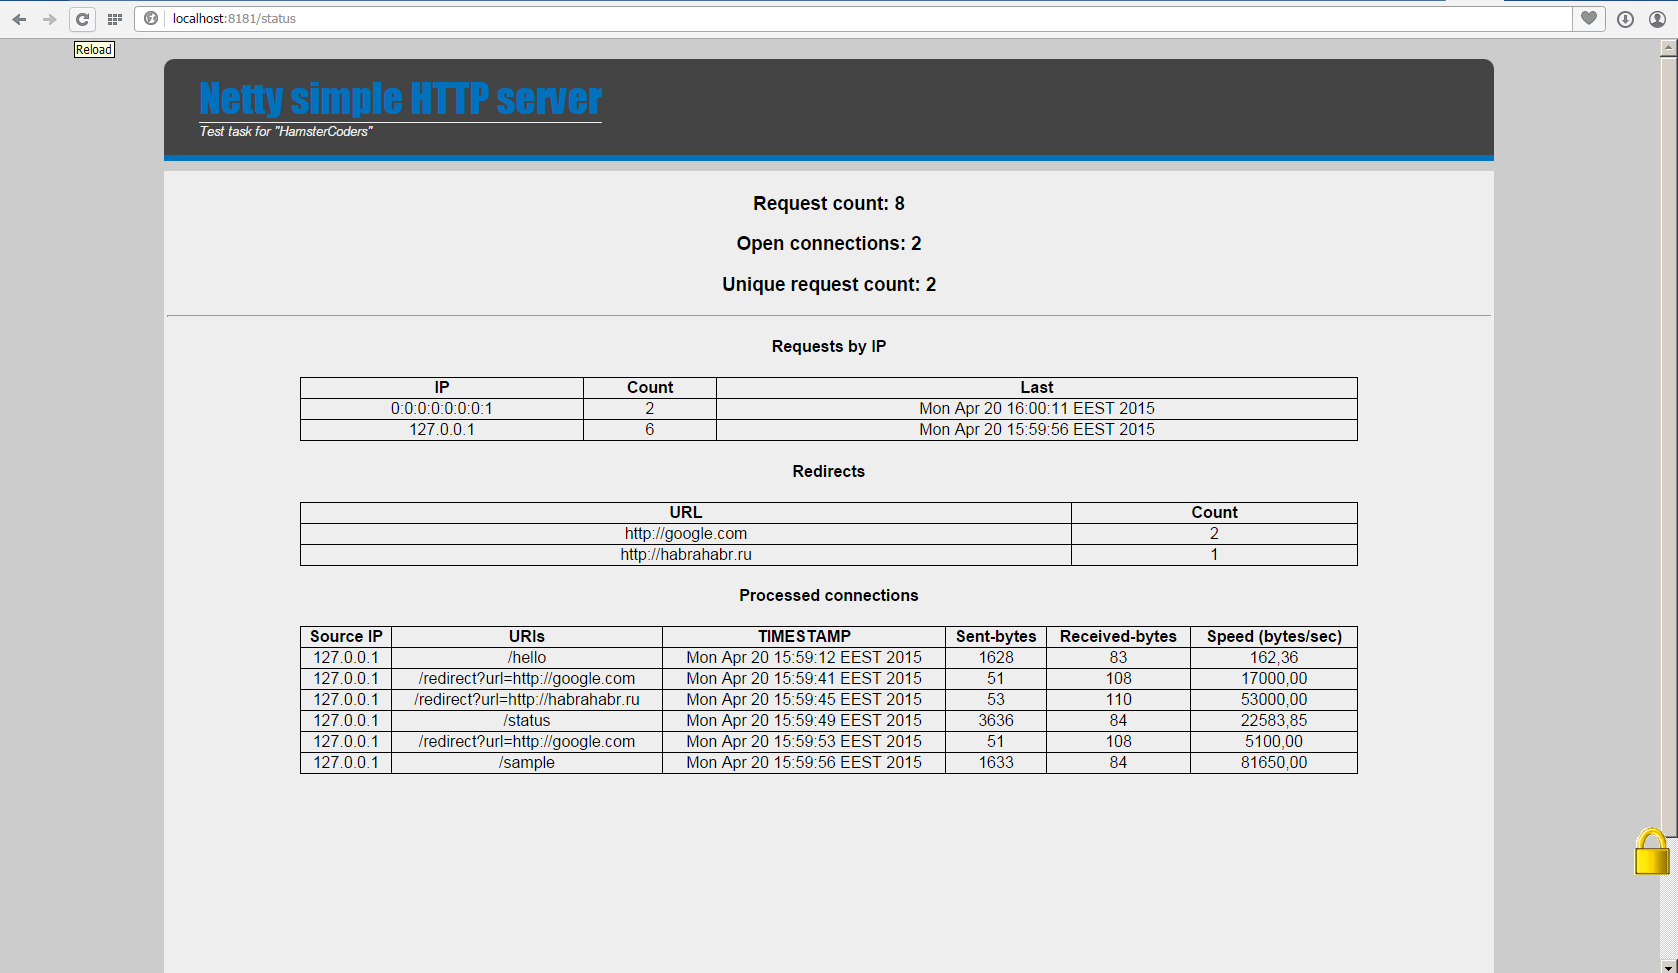 localhost:8181/status
Reload
Netty simple HTTP server
Test task for "HamsterCoders"
Request count: 8
Open connections: 2
Unique request count: 2
Requests by IP
IP Count Last
0:0:0:0:0:0:0:1 2 Mon Apr 20 16:00:11 EEST 2015
127.0.0.1 6 Mon Apr 20 15:59:56 EEST 2015
Redirects
URL Count
http://google.com 2
http://habrahabr.ru 1
Processed connections
Source IP URIs TIMESTAMP Sent-bytes Received-bytes Speed (bytes/sec)
127.0.0.1 /hello Mon Apr 20 15:59:12 EEST 2015 1628 83 162,36
127.0.0.1 /redirect?url=http://google.com Mon Apr 20 15:59:41 EEST 2015 51 108 17000,00
127.0.0.1 /redirect?url=http://habrahabr.ru Mon Apr 20 15:59:45 EEST 2015 53 110 53000,00
127.0.0.1 /status Mon Apr 20 15:59:49 EEST 2015 3636 84 22583,85
127.0.0.1 /redirect?url=http://google.com Mon Apr 20 15:59:53 EEST 2015 51 108 5100,00
127.0.0.1 /sample Mon Apr 20 15:59:56 EEST 2015 1633 84 81650,00